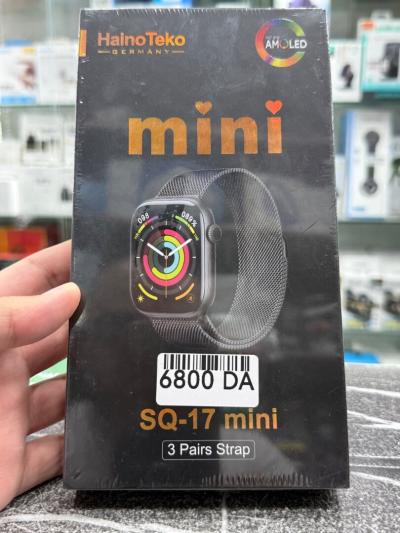 HainoTeko
GERMANY
AMOLED
mini
6800 DA
SQ-17 mini
3 Pairs Strap